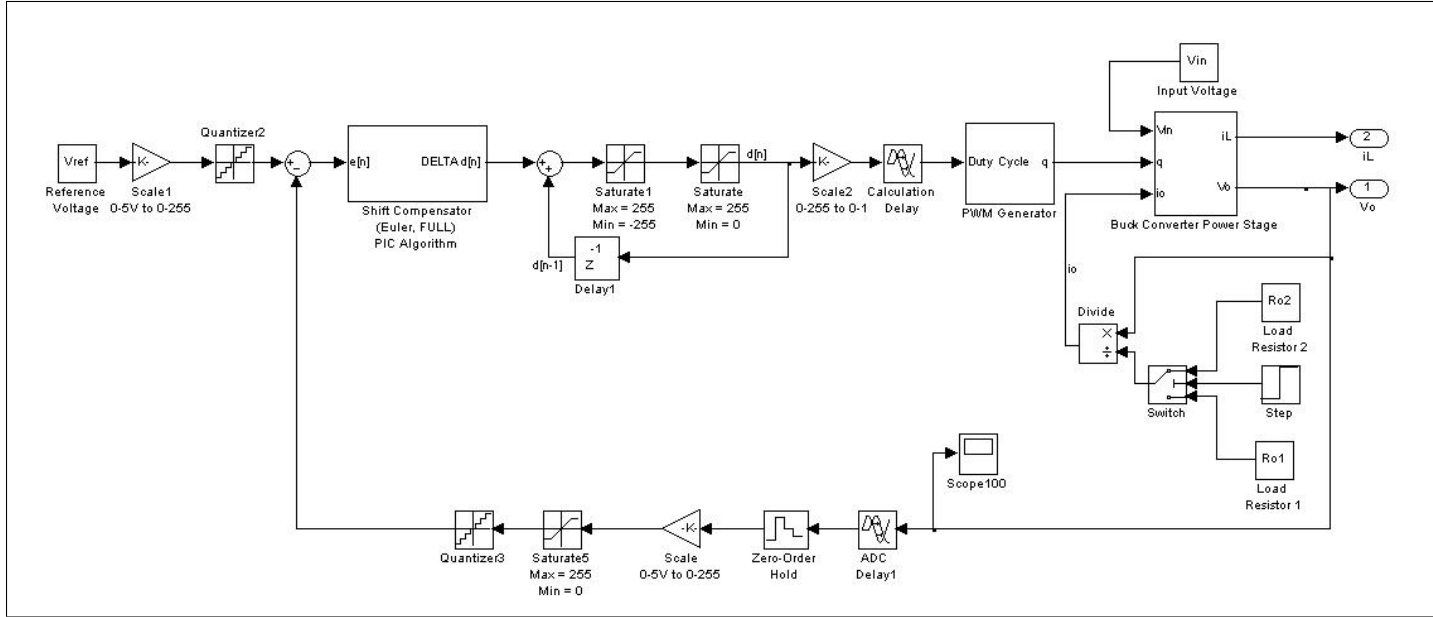 Vin
Input Voltage
Quantizer2
Vref
K-
Reference
Voltage
Scale1
0-5V to 0-255
e[n]
DELTA d[n]
Shift Compensator
(Euler, FULL)
PIC Algorithm
Saturate1
Max = 255
Min = -255
d[n]
Saturate
Max = 255
Min = 0
K-
Scale2
0-255 to 0-1
Calculation
Delay
Duty Cycle
q
PWM Generator
Vin
q
io
iL
Vo
Buck Converter Power Stage
2
iL
1
Vo
d[n-1]
-1
Z
Delay1
io
Divide
×
÷
Ro2
Load
Resistor 2
Switch
Step
Ro1
Load
Resistor 1
Scope100
Quantizer3
Saturate5
Max = 255
Min = 0
-K-
Scale
0-5V to 0-255
Zero-Order
Hold
ADC
Delay1